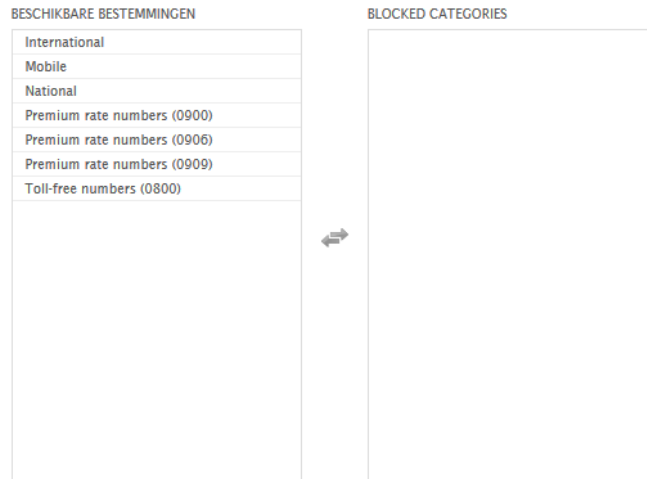 BESCHIKBARE BESTEMMINGEN
BLOCKED CATEGORIES
International
Mobile
National
Premium rate numbers (0900)
Premium rate numbers (0906)
Premium rate numbers (0909)
Toll-free numbers (0800)